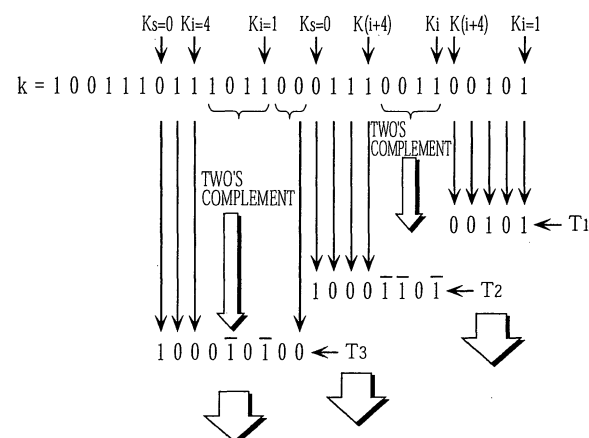 Ks=0 Ki=4 Ki=1 Ks=0 K(i+4) Ki K(i+4) Ki=1
k = 1 0 0 1 1 1 0 1 1 1 0 1 1 0 0 0 1 1 1 0 0 1 1 0 0 1 0 1
TWO'S
COMPLEMENT
TWO'S
COMPLEMENT
0 0 1 0 1 ← T1
1 0 0 0 1̄ 1̄ 0 1̄ ← T2
1 0 0 0 1̄ 0 1̄ 0 0 ← T3